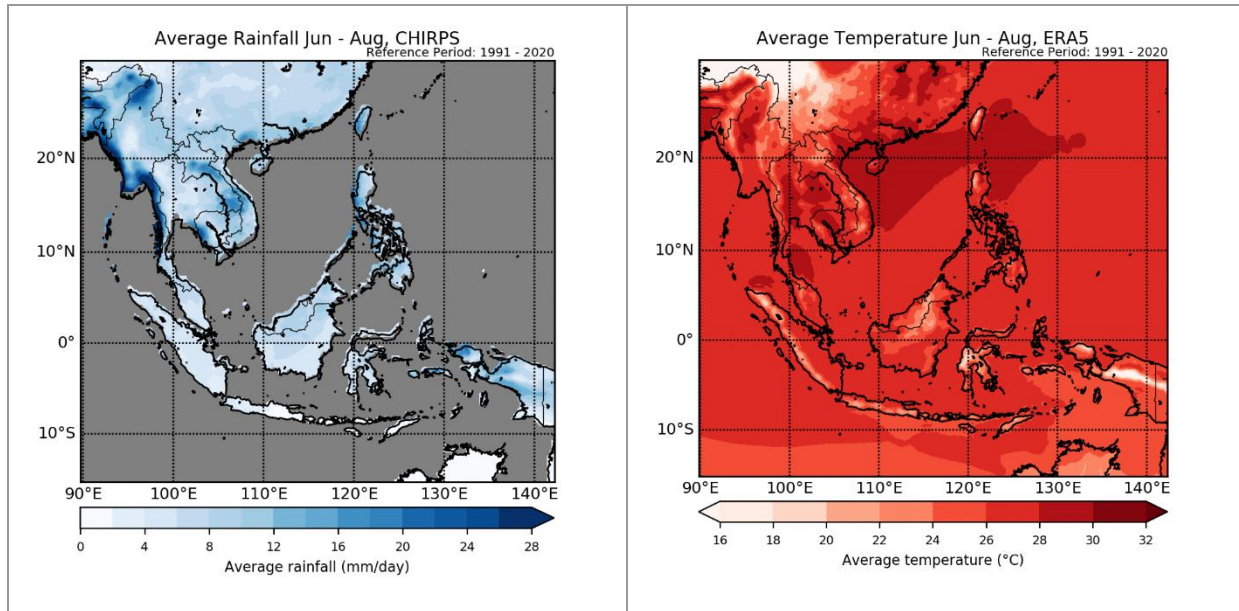 Average Rainfall Jun - Aug, CHIRPS
Reference Period: 1991 - 2020
20°N
10°N
0°
10°S
90°E 100°E 110°E 120°E 130°E 140°E
0 4 8 12 16 20 24 28
Average rainfall (mm/day)
Average Temperature Jun - Aug, ERA5
Reference Period: 1991 - 2020
20°N
10°N
0°
10°S
90°E 100°E 110°E 120°E 130°E 140°E
16 18 20 22 24 26 28 30 32
Average temperature (°C)